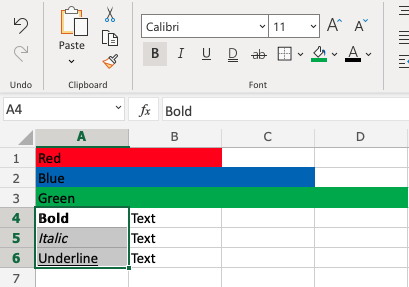 Paste
Calibri 11 A^ A^
B I U D ab A
Undo Clipboard Font
A4 fx Bold
A B C D
1 Red
2 Blue
3 Green
4 Bold Text
5 Italic Text
6 Underline Text
7